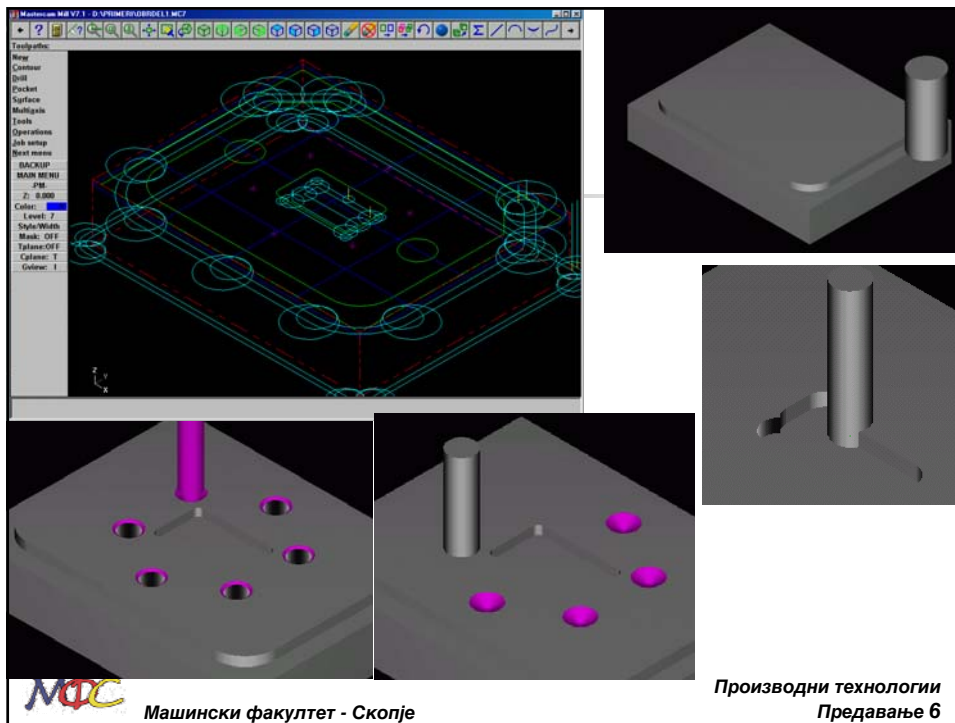 Mastercam Mill V7.1 - D:\PRIMERI\OBRDEL1.MC7
Toolpaths:
New
Contour
Drill
Pocket
Surface
Multiaxis
Tools
Operations
Job setup
Next menu
BACKUP
MAIN MENU
-PM-
Z: 0.000
Color:
Level: 7
Style/Width
Mask: OFF
Tplane:OFF
Cplane: T
Gview: I
Z
Y
X
МФС
Машински факултет - Скопје
Производни технологии
Предавање 6